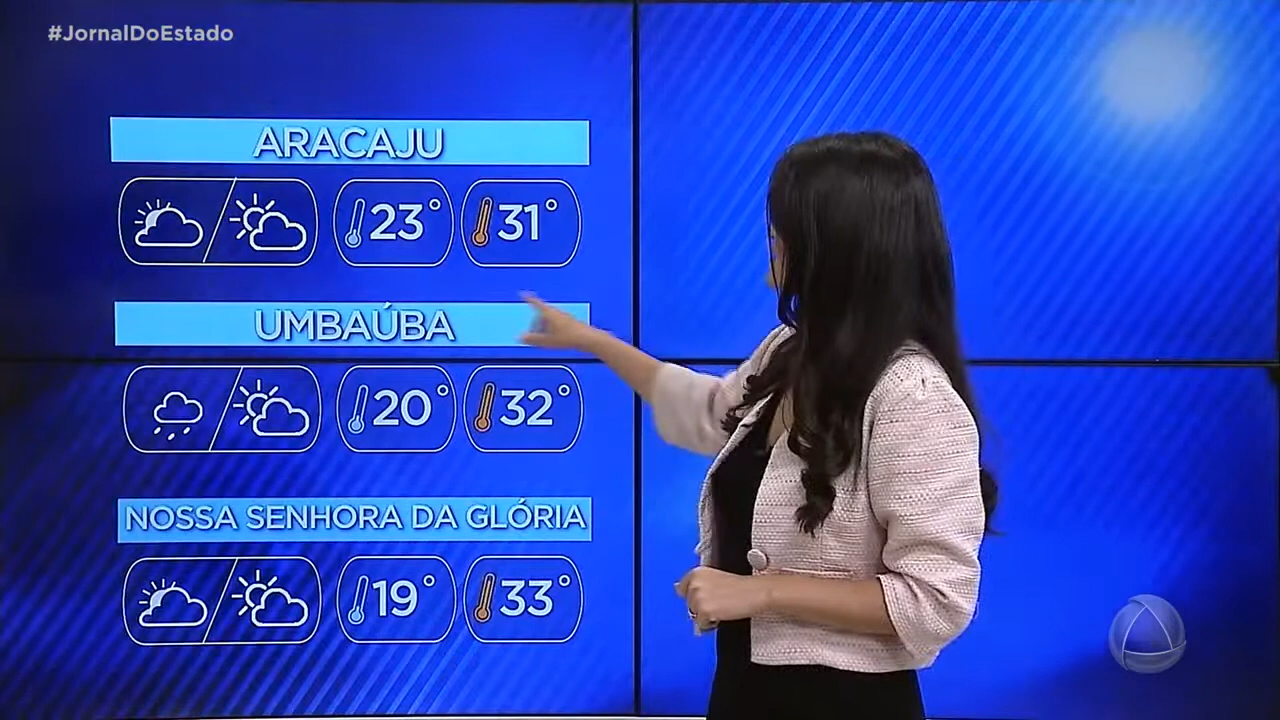 #JornalDoEstado
ARACAJU
23° 31°
UMBAÚBA
20° 32°
NOSSA SENHORA DA GLÓRIA
19° 33°